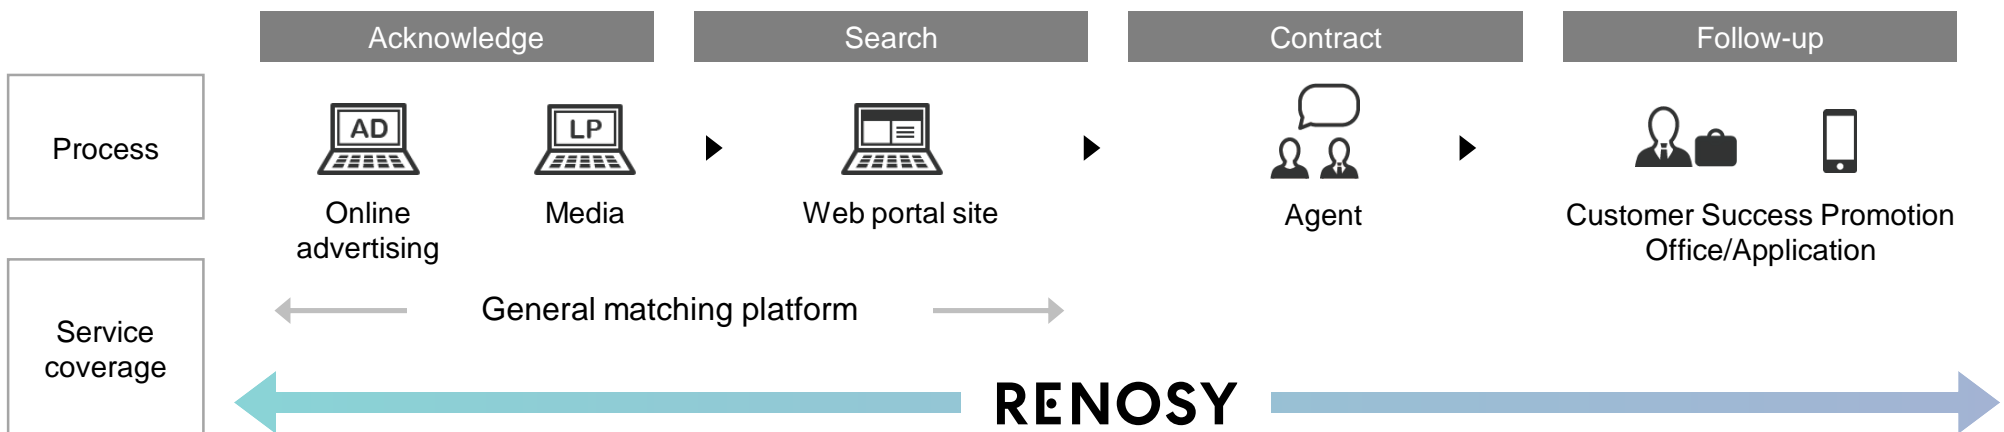 Acknowledge
Search
Contract
Follow-up
Process
AD
LP
Online
advertising
Media
Web portal site
Agent
Customer Success Promotion
Office/Application
Service
coverage
General matching platform
RENOSY